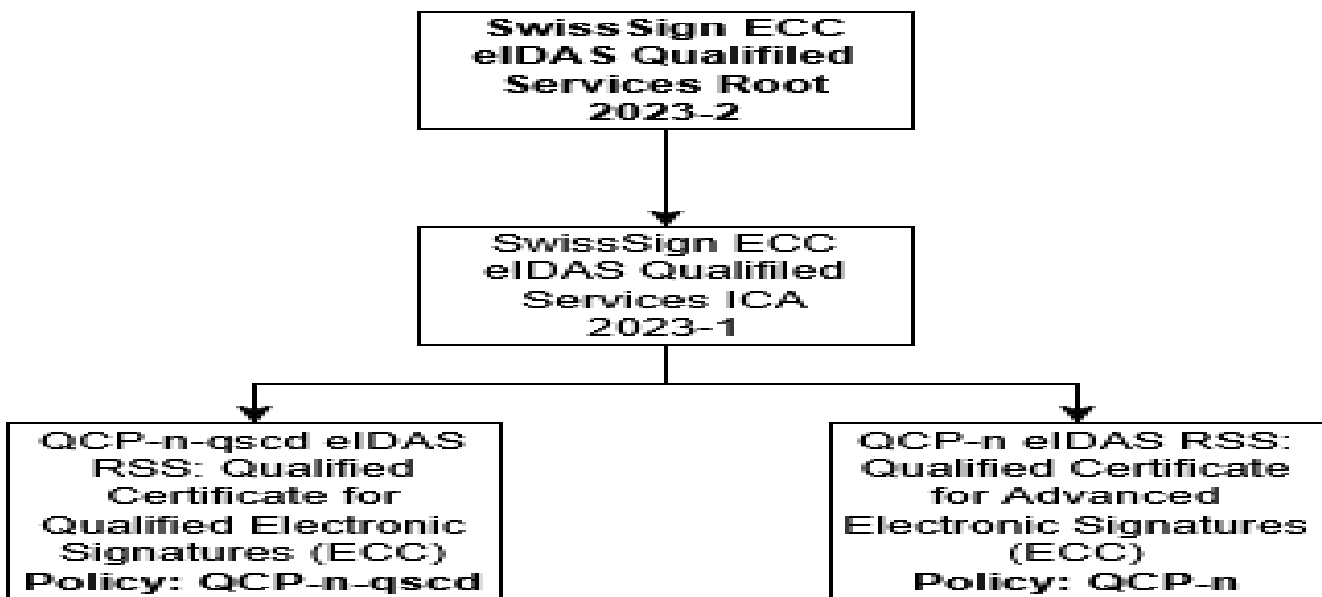 SwissSign ECC
eIDAS Qualifiled
Services Root
2023-2
SwissSign ECC
eIDAS Qualifiled
Services ICA
2023-1
QCP-n-qscd eIDAS
RSS: Qualified
Certificate for
Qualified Electronic
Signatures (ECC)
Policy: QCP-n-qscd
QCP-n eIDAS RSS:
Qualified Certificate
for Advanced
Electronic Signatures
(ECC)
Policy: QCP-n